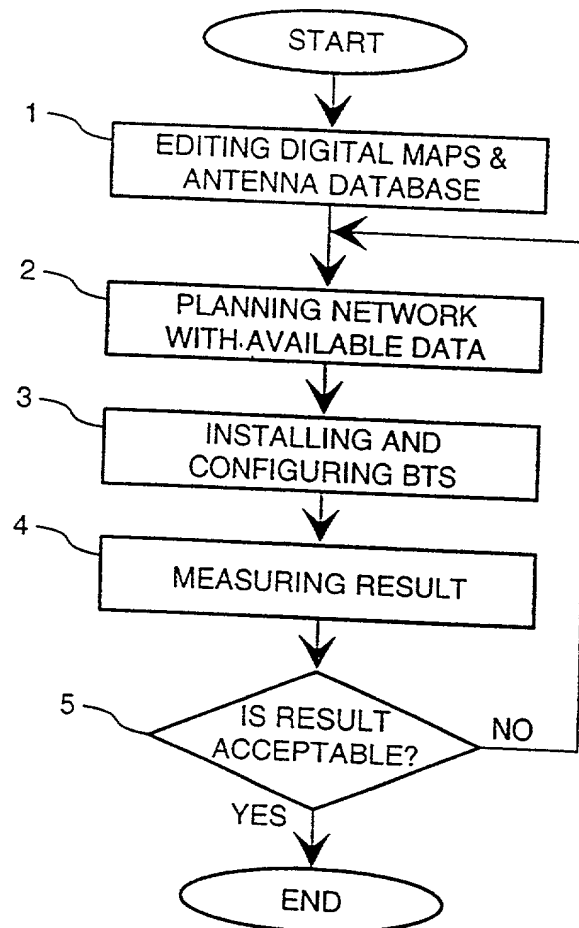 START
1
EDITING DIGITAL MAPS &
ANTENNA DATABASE
2
PLANNING NETWORK
WITH AVAILABLE DATA
3
INSTALLING AND
CONFIGURING BTS
4
MEASURING RESULT
5
IS RESULT
ACCEPTABLE?
NO
YES
END